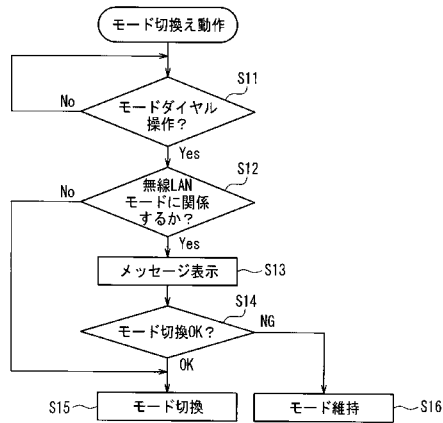 モード切換え動作
S11
No
モードダイヤル
操作？
Yes
S12
No
無線LAN
モードに関係
するか？
Yes
メッセージ表示
S13
S14
モード切換OK？
NG
OK
S15
モード切換
モード維持
S16